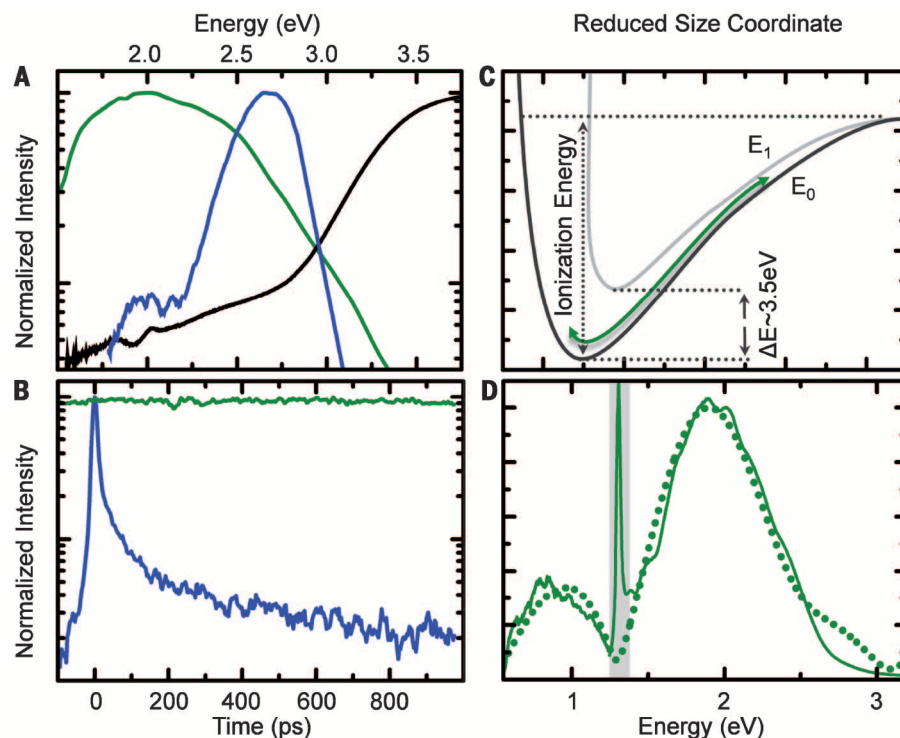 Energy (eV)
Reduced Size Coordinate
2.0 2.5 3.0 3.5
A
C
Normalized Intensity
Ionization Energy
E1
E0
ΔE~3.5eV
B
D
Normalized Intensity
0 200 400 600 800
1 2 3
Time (ps)
Energy (eV)